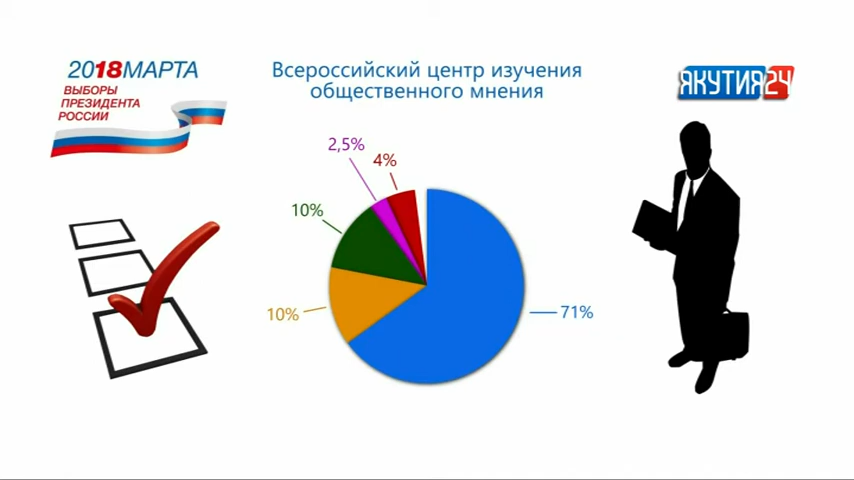 2018МАРТА
ВЫБОРЫ
ПРЕЗИДЕНТА
РОССИИ
Всероссийский центр изучения
общественного мнения
ЯКУТИЯ24
2,5%
4%
10%
10%
71%